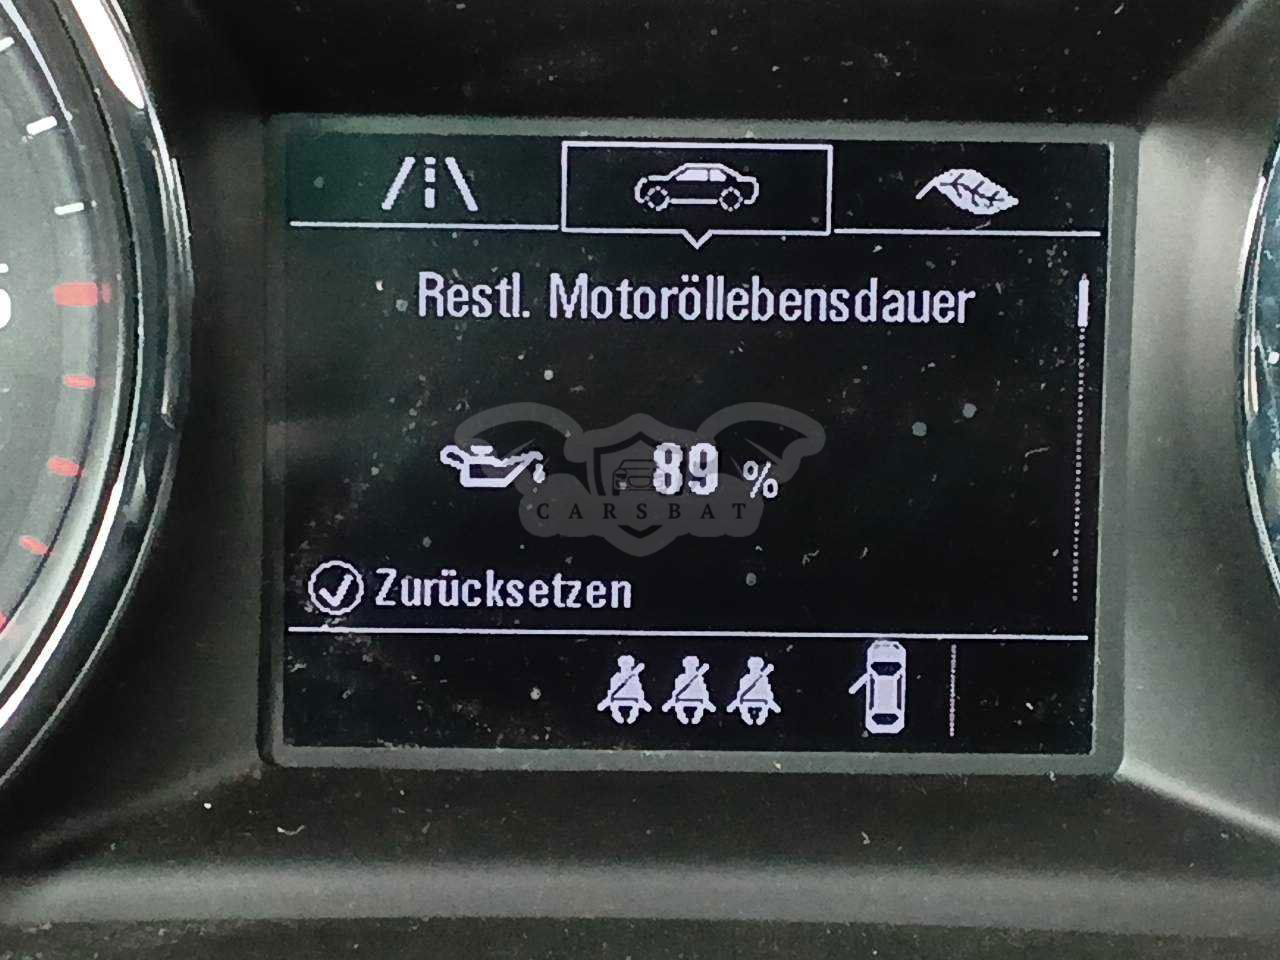 Restl. Motoröllebensdauer
89 %
CARSBAT
Zurücksetzen